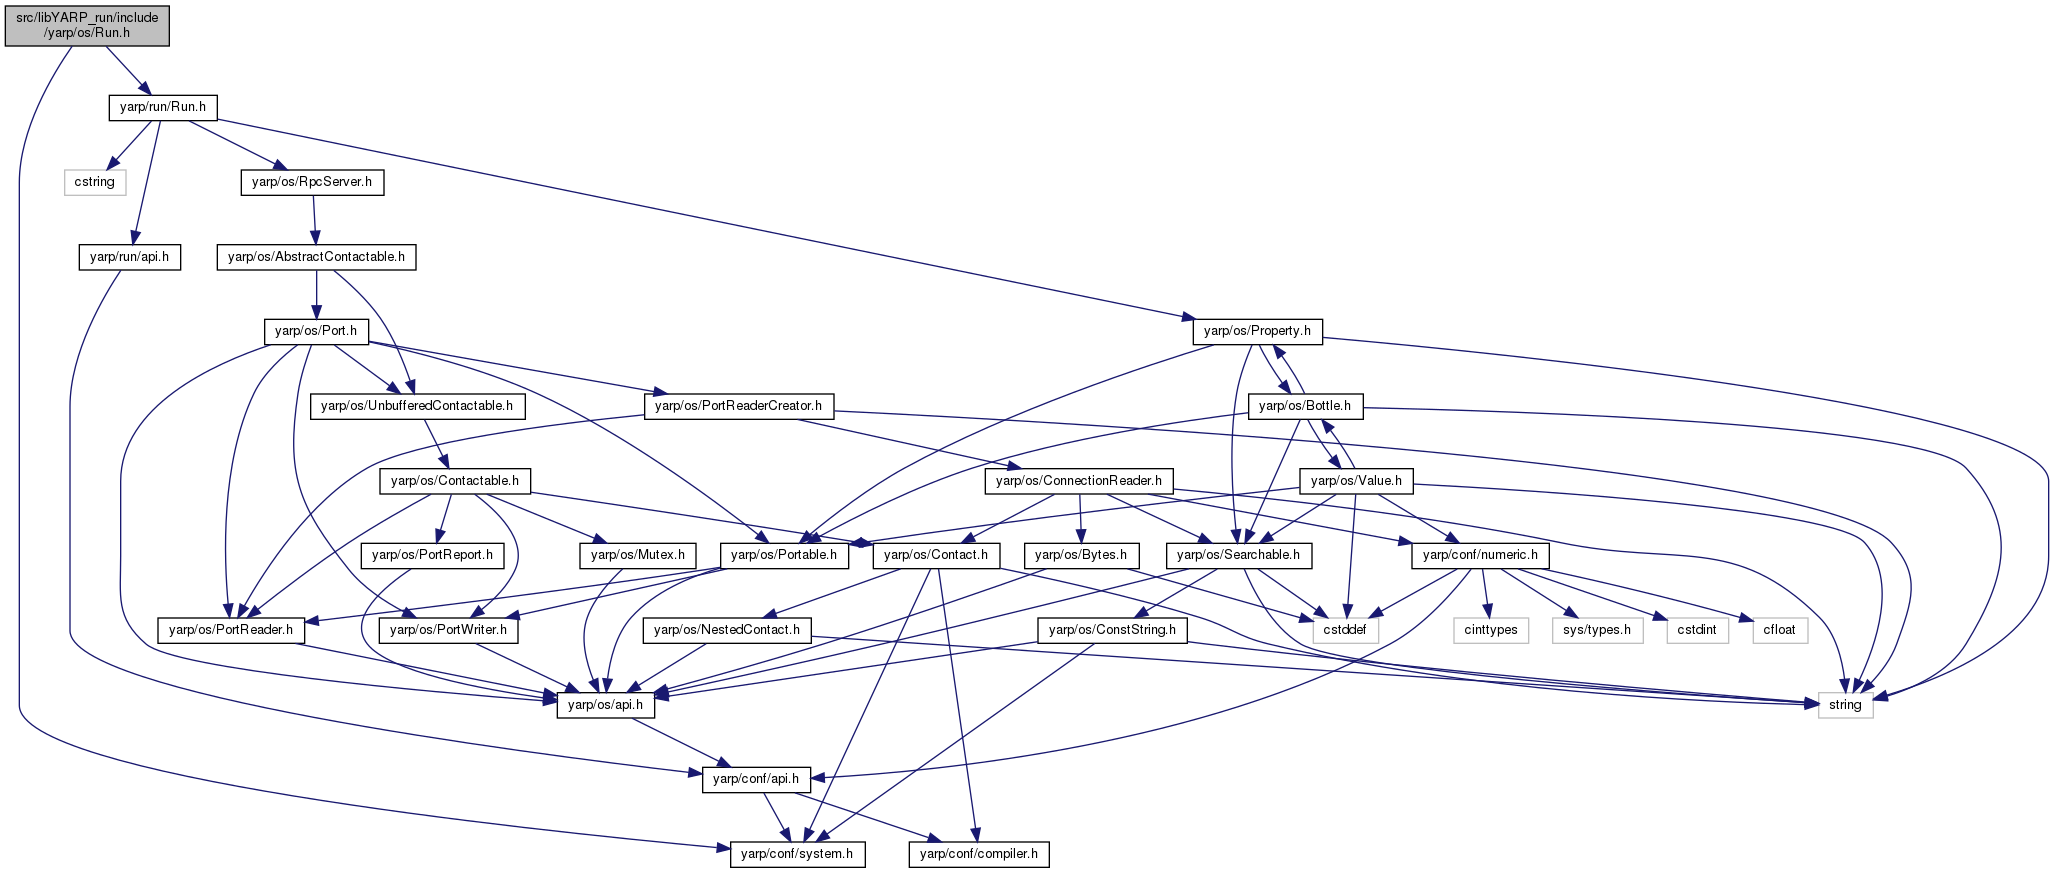 src/libYARP_run/include
/yarp/os/Run.h
yarp/run/Run.h
cstring
yarp/os/RpcServer.h
yarp/run/api.h
yarp/os/AbstractContactable.h
yarp/os/Port.h
yarp/os/Property.h
yarp/os/UnbufferedContactable.h
yarp/os/PortReaderCreator.h
yarp/os/Bottle.h
yarp/os/Contactable.h
yarp/os/ConnectionReader.h
yarp/os/Value.h
yarp/os/PortReport.h
yarp/os/Mutex.h
yarp/os/Portable.h
yarp/os/Contact.h
yarp/os/Bytes.h
yarp/os/Searchable.h
yarp/conf/numeric.h
yarp/os/PortReader.h
yarp/os/PortWriter.h
yarp/os/NestedContact.h
yarp/os/ConstString.h
cstddef
cinttypes
sys/types.h
cstdint
cfloat
yarp/os/api.h
string
yarp/conf/api.h
yarp/conf/system.h
yarp/conf/compiler.h